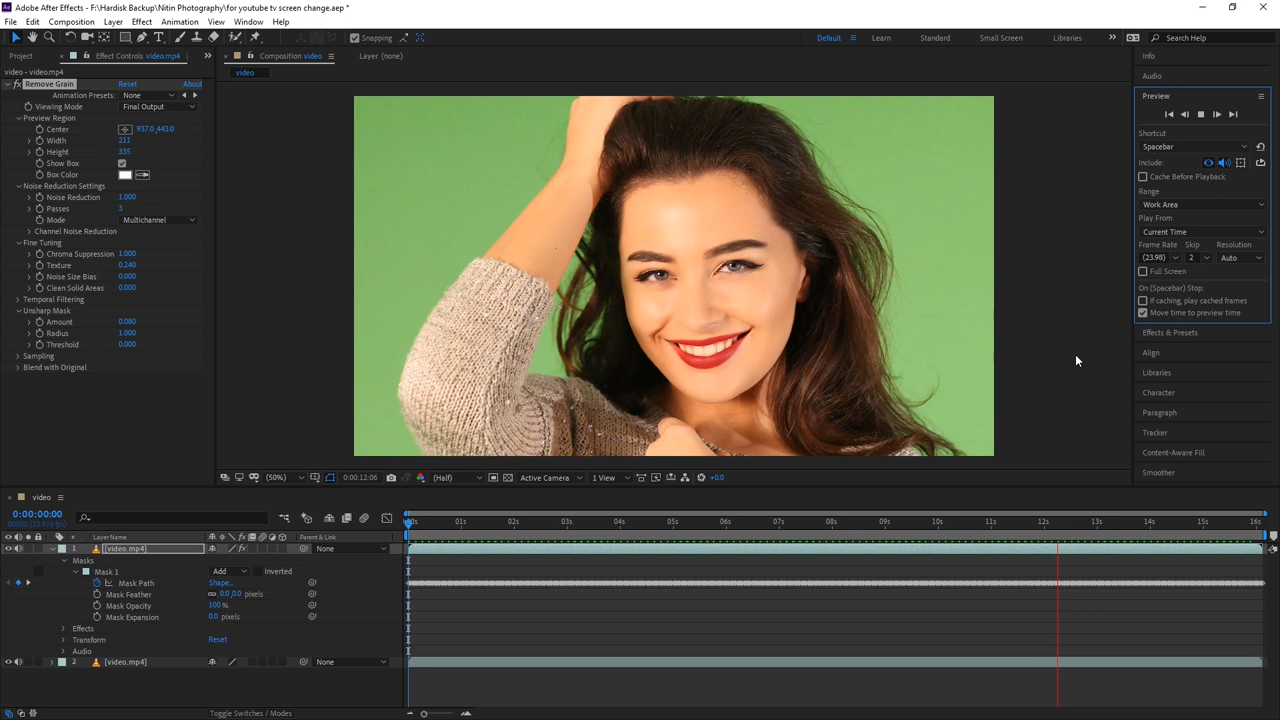 Adobe After Effects - F:\Hardisk Backup\Nitin Photography\for youtube tv screen change.aep *
File Edit Composition Layer Effect Animation View Window Help
Snapping
Default Learn Standard Small Screen Libraries Search Help
Project Effect Controls video.mp4
Composition video
Layer (none)
video - video.mp4
video
fx Remove Grain Reset About
Animation Presets: None
Viewing Mode Final Output
Preview Region
Center 937.0,443.0
Width 211
Height 335
Show Box
Box Color
Noise Reduction Settings
Noise Reduction 1.000
Passes 3
Mode Multichannel
Channel Noise Reduction
Fine Tuning
Chroma Suppression 1.000
Texture 0.240
Noise Size Bias 0.000
Clean Solid Areas 0.000
Temporal Filtering
Unsharp Mask
Amount 0.080
Radius 1.000
Threshold 0.000
Sampling
Blend with Original
(50%) 0:00:12:06 (Half) Active Camera 1 View +0.0
Info
Audio
Preview
Shortcut
Spacebar
Include:
Cache Before Playback
Range
Work Area
Play From
Current Time
Frame Rate Skip Resolution
(23.98) 2 Auto
Full Screen
On (Spacebar) Stop:
If caching, play cached frames
Move time to preview time
Effects & Presets
Align
Libraries
Character
Paragraph
Tracker
Content-Aware Fill
Smoother
video
0:00:00:00
00000 (23.976 fps)
01s 02s 03s 04s 05s 06s 07s 08s 09s 10s 11s 12s 13s 14s 15s 16s
# Layer Name Parent & Link
1 [video.mp4] fx None
Masks
Mask 1 Add Inverted
Mask Path Shape...
Mask Feather 0.0,0.0 pixels
Mask Opacity 100 %
Mask Expansion 0.0 pixels
Effects
Transform Reset
Audio
2 [video.mp4] None
Toggle Switches / Modes